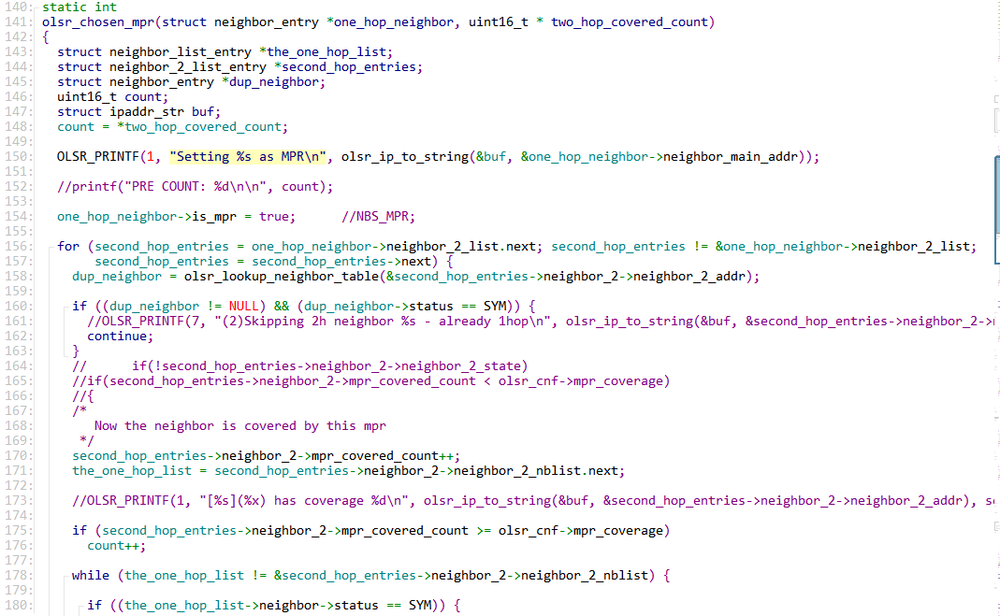 140: static int
141: olsr_chosen_mpr(struct neighbor_entry *one_hop_neighbor, uint16_t * two_hop_covered_count)
142: {
143:   struct neighbor_list_entry *the_one_hop_list;
144:   struct neighbor_2_list_entry *second_hop_entries;
145:   struct neighbor_entry *dup_neighbor;
146:   uint16_t count;
147:   struct ipaddr_str buf;
148:   count = *two_hop_covered_count;
149:
150:   OLSR_PRINTF(1, "Setting %s as MPR\n", olsr_ip_to_string(&buf, &one_hop_neighbor->neighbor_main_addr));
151:
152:   //printf("PRE COUNT: %d\n\n", count);
153:
154:   one_hop_neighbor->is_mpr = true;      //NBS_MPR;
155:
156:   for (second_hop_entries = one_hop_neighbor->neighbor_2_list.next; second_hop_entries != &one_hop_neighbor->neighbor_2_list;
157:        second_hop_entries = second_hop_entries->next) {
158:     dup_neighbor = olsr_lookup_neighbor_table(&second_hop_entries->neighbor_2->neighbor_2_addr);
159:
160:     if ((dup_neighbor != NULL) && (dup_neighbor->status == SYM)) {
161:       //OLSR_PRINTF(7, "(2)Skipping 2h neighbor %s - already 1hop\n", olsr_ip_to_string(&buf, &second_hop_entries->neighbor_2->
162:       continue;
163:     }
164:     //      if(!second_hop_entries->neighbor_2->neighbor_2_state)
165:     //if(second_hop_entries->neighbor_2->mpr_covered_count < olsr_cnf->mpr_coverage)
166:     //{
167:     /*
168:        Now the neighbor is covered by this mpr
169:      */
170:     second_hop_entries->neighbor_2->mpr_covered_count++;
171:     the_one_hop_list = second_hop_entries->neighbor_2->neighbor_2_nblist.next;
172:
173:     //OLSR_PRINTF(1, "[%s](%x) has coverage %d\n", olsr_ip_to_string(&buf, &second_hop_entries->neighbor_2->neighbor_2_addr),
174:
175:     if (second_hop_entries->neighbor_2->mpr_covered_count >= olsr_cnf->mpr_coverage)
176:       count++;
177:
178:     while (the_one_hop_list != &second_hop_entries->neighbor_2->neighbor_2_nblist) {
179:
180:       if ((the_one_hop_list->neighbor->status == SYM)) {